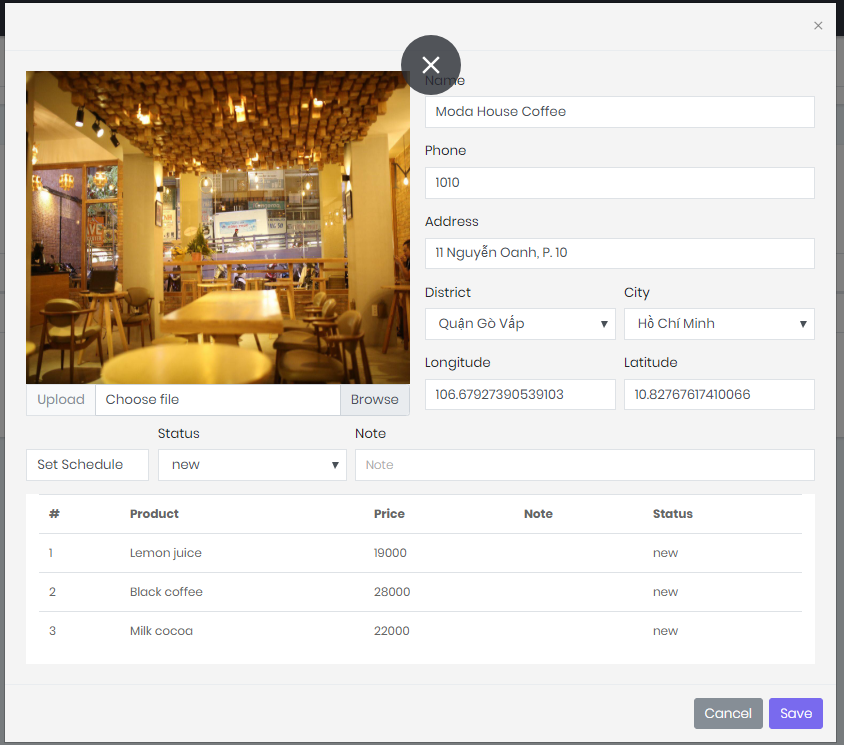 ×
Name
Moda House Coffee
Phone
1010
Address
11 Nguyễn Oanh, P. 10
District City
Quận Gò Vấp Hồ Chí Minh
Longitude Latitude
106.67927390539103 10.82767617410066
Upload Choose file Browse
Status Note
Set Schedule new Note
# Product Price Note Status
1 Lemon juice 19000 new
2 Black coffee 28000 new
3 Milk cocoa 22000 new
Cancel Save